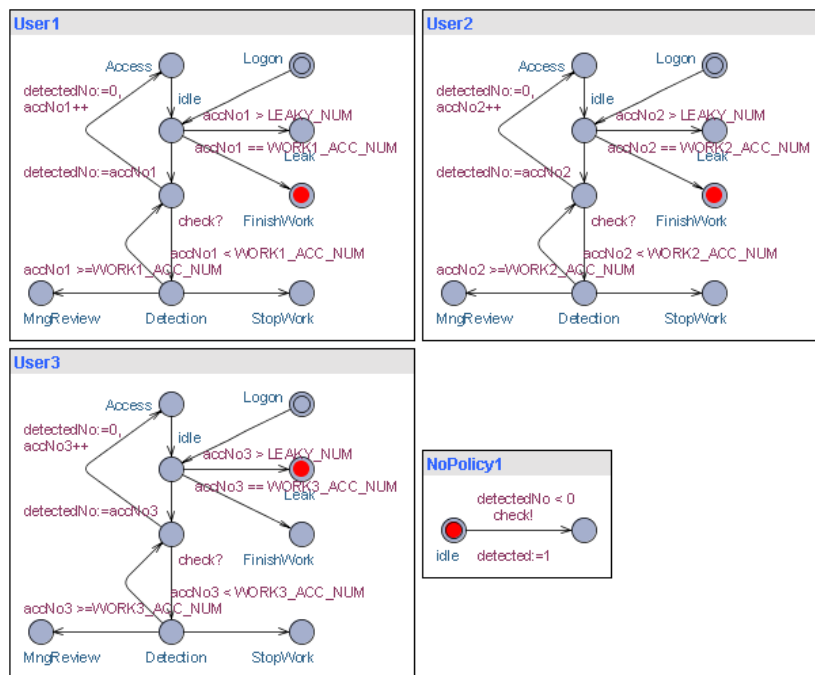 User1
Access
Logon
detectedNo:=0,
accNo1++
idle
accNo1 > LEAKY_NUM
accNo1 == WORK1_ACC_NUM
Leak
detectedNo:=accNo1
check?
FinishWork
accNo1 < WORK1_ACC_NUM
accNo1 >=WORK1_ACC_NUM
MngReview
Detection
StopWork
User2
Access
Logon
detectedNo:=0,
accNo2++
idle
accNo2 > LEAKY_NUM
accNo2 == WORK2_ACC_NUM
Leak
detectedNo:=accNo2
check?
FinishWork
accNo2 < WORK2_ACC_NUM
accNo2 >=WORK2_ACC_NUM
MngReview
Detection
StopWork
User3
Access
Logon
detectedNo:=0,
accNo3++
idle
accNo3 > LEAKY_NUM
accNo3 == WORK3_ACC_NUM
Leak
detectedNo:=accNo3
check?
FinishWork
accNo3 < WORK3_ACC_NUM
accNo3 >=WORK3_ACC_NUM
MngReview
Detection
StopWork
NoPolicy1
detectedNo < 0
check!
idle
detected:=1